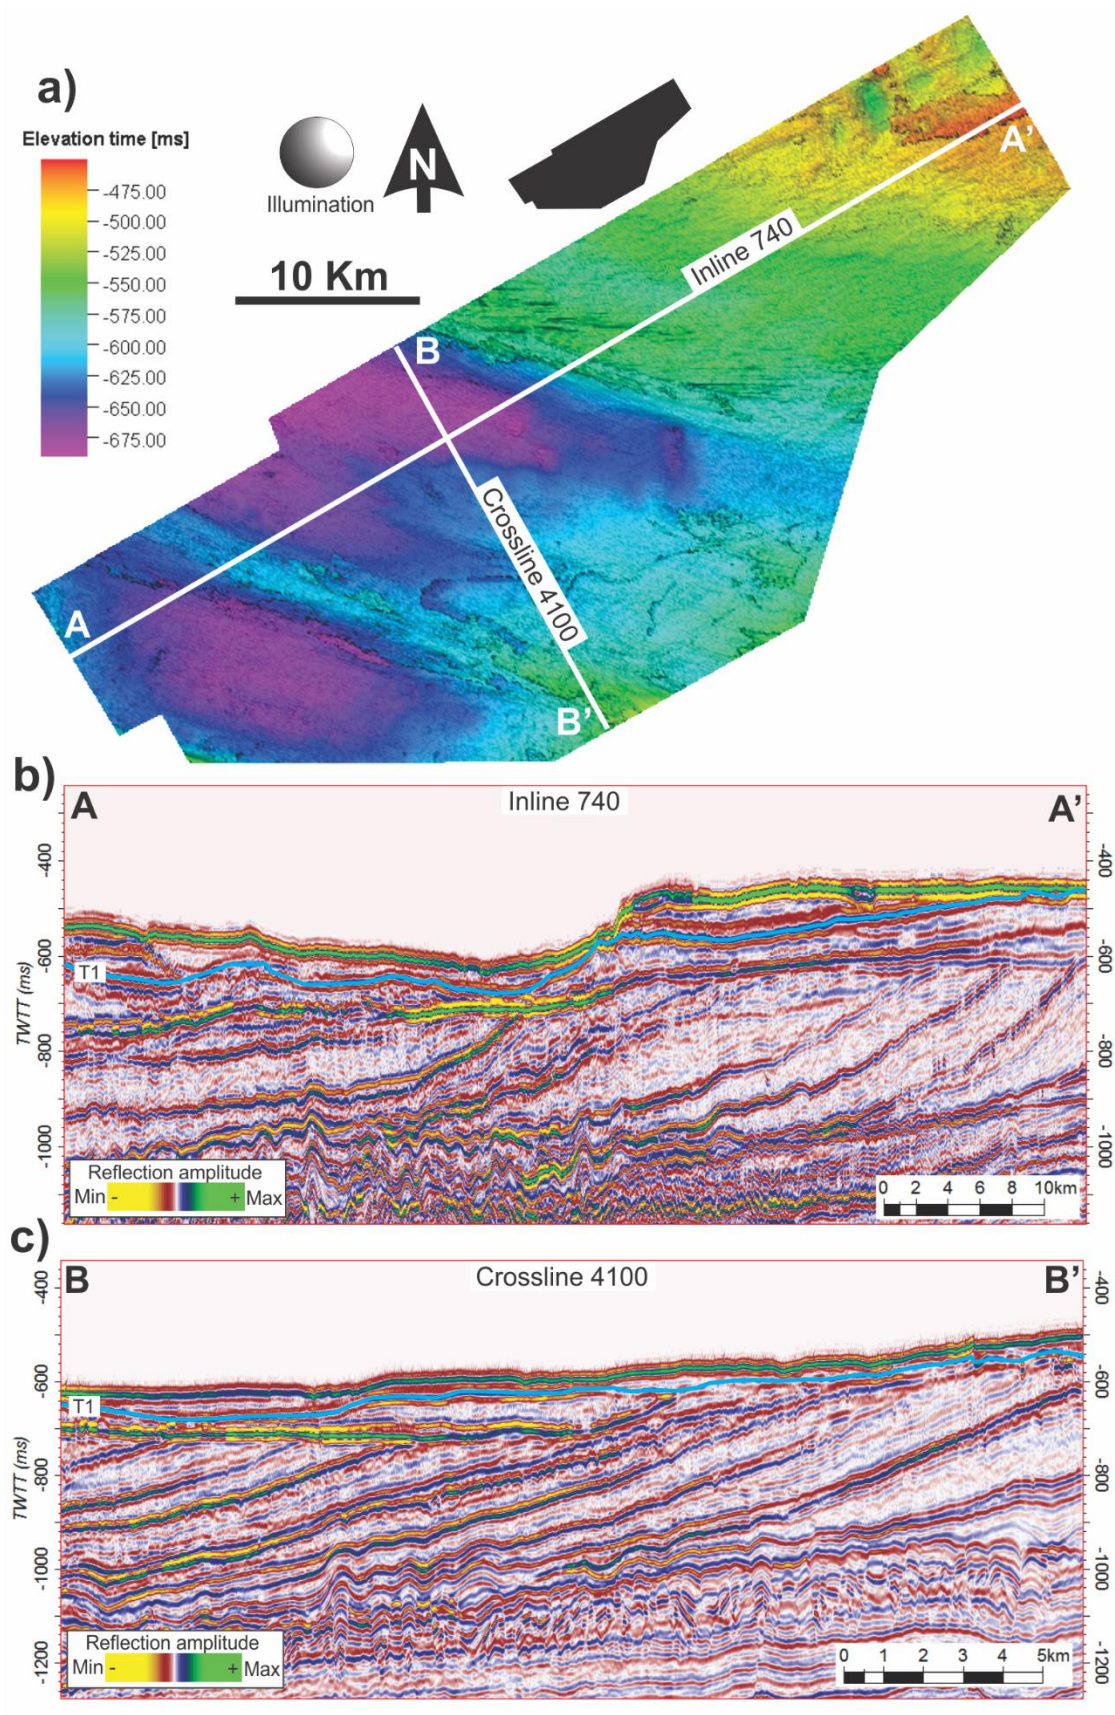 a)
Elevation time [ms]
-475.00
-500.00
-525.00
-550.00
-575.00
-600.00
-625.00
-650.00
-675.00
Illumination
N
10 Km
A'
Inline 740
B
Crossline 4100
A
B'
b)
A
Inline 740
A'
-400
-600
-800
-1000
TWTT (ms)
T1
-400
-600
-800
-1000
Reflection amplitude
Min - + Max
0 2 4 6 8 10km
c)
B
Crossline 4100
B'
-400
-600
-800
-1000
-1200
TWTT (ms)
T1
-400
-600
-800
-1000
-1200
Reflection amplitude
Min - + Max
0 1 2 3 4 5km